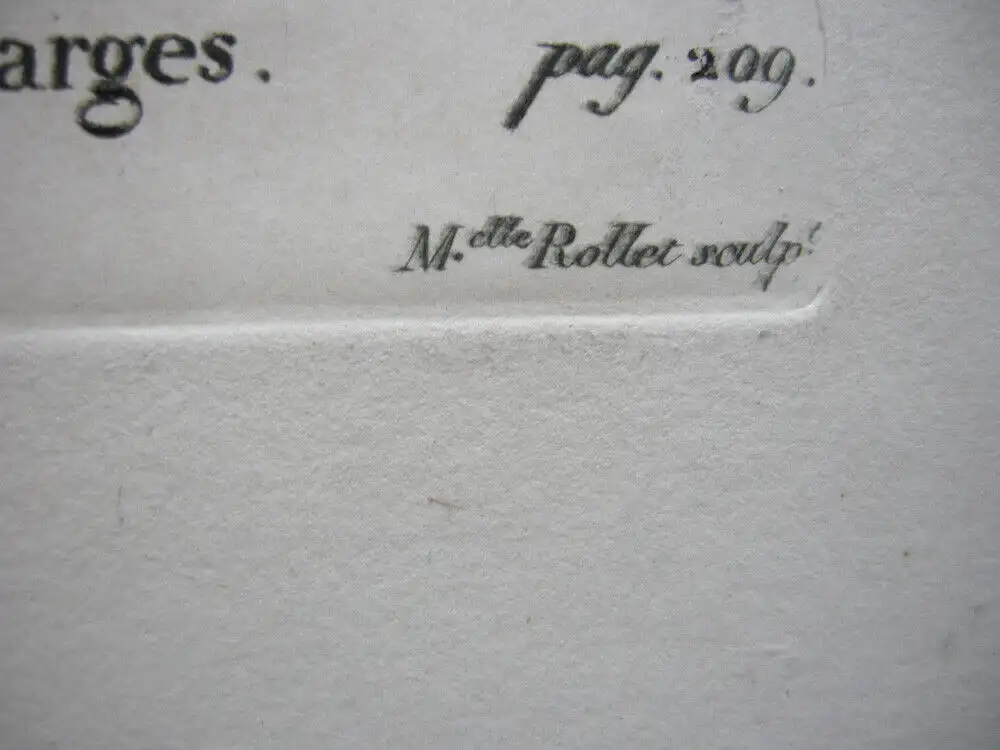 arges. pag. 209.
M.elle Rollet sculp.t